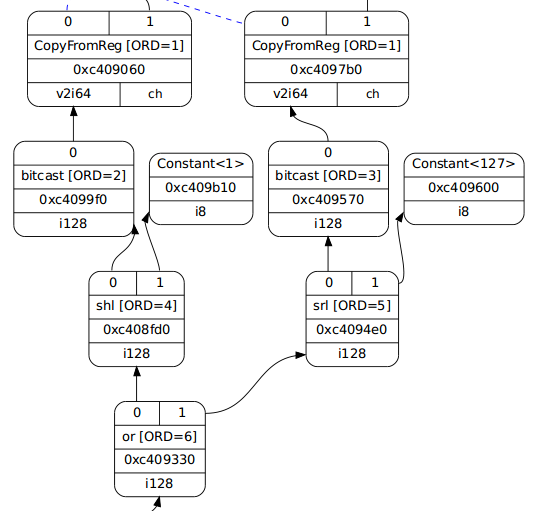 0 1
CopyFromReg [ORD=1]
0xc409060
v2i64 ch
0 1
CopyFromReg [ORD=1]
0xc4097b0
v2i64 ch
0
bitcast [ORD=2]
0xc4099f0
i128
Constant<1>
0xc409b10
i8
0
bitcast [ORD=3]
0xc409570
i128
Constant<127>
0xc409600
i8
0 1
shl [ORD=4]
0xc408fd0
i128
0 1
srl [ORD=5]
0xc4094e0
i128
0 1
or [ORD=6]
0xc409330
i128